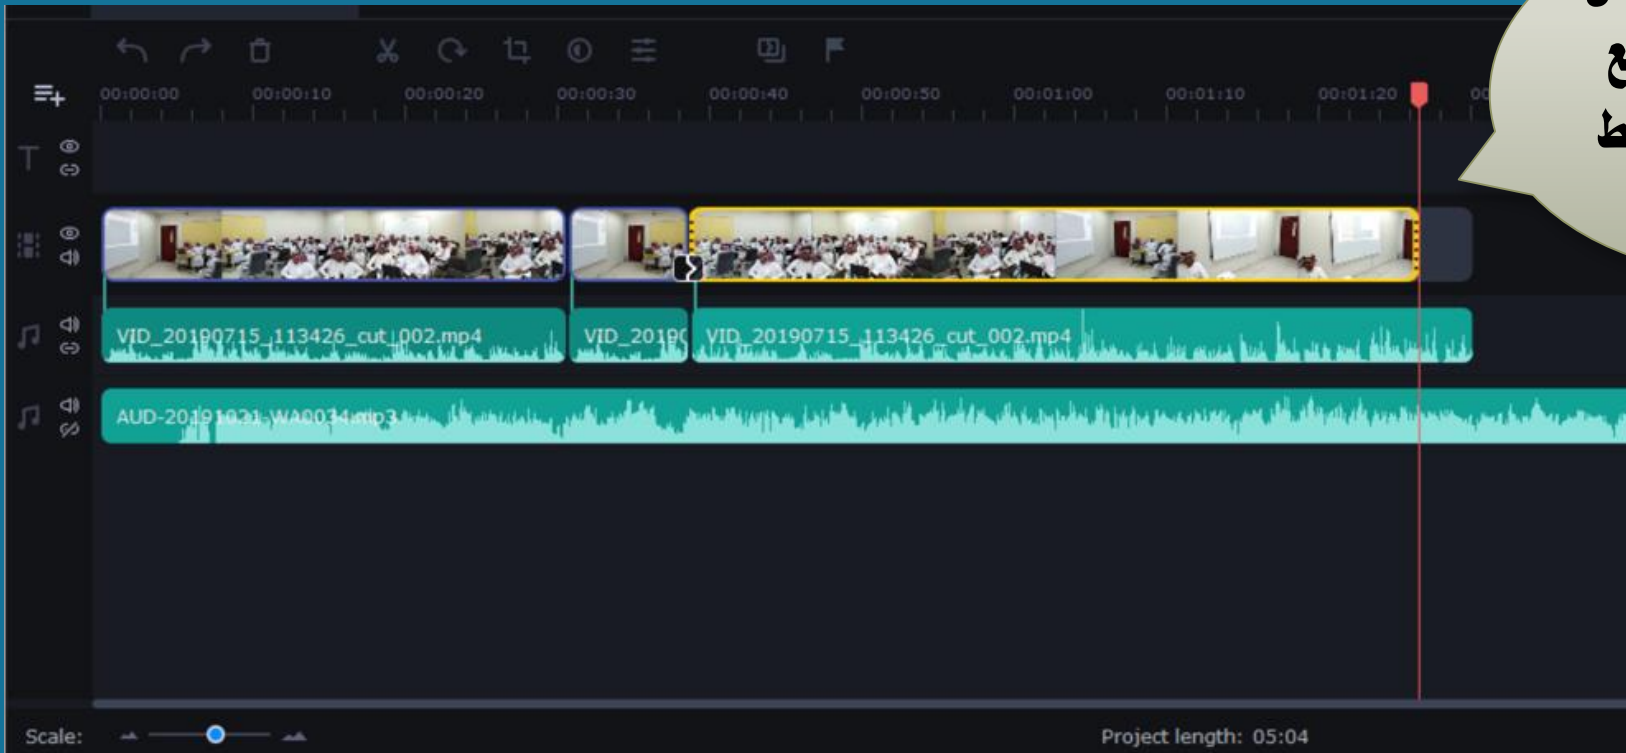 00:00:00 00:00:10 00:00:20 00:00:30 00:00:40 00:00:50 00:01:00 00:01:10 00:01:20 00
T
VID_20190715_113426_cut_002.mp4 VID_2019 VID_20190715_113426_cut_002.mp4
AUD-20191021-WA0034.mp3
Scale: Project length: 05:04